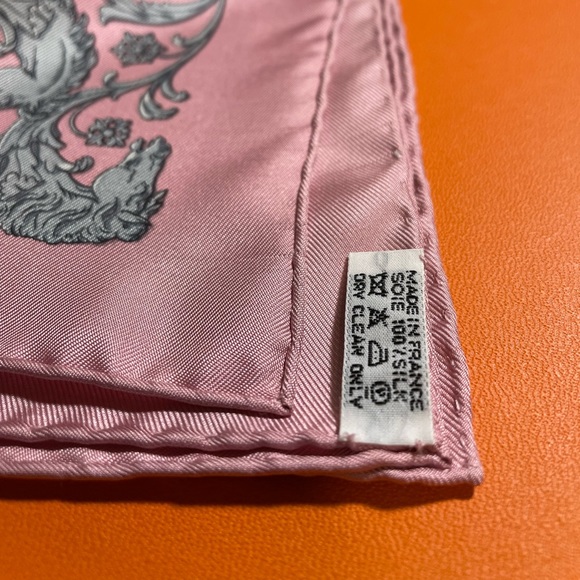 MADE IN FRANCE
SOIE 100% SILK
DRY CLEAN ONLY